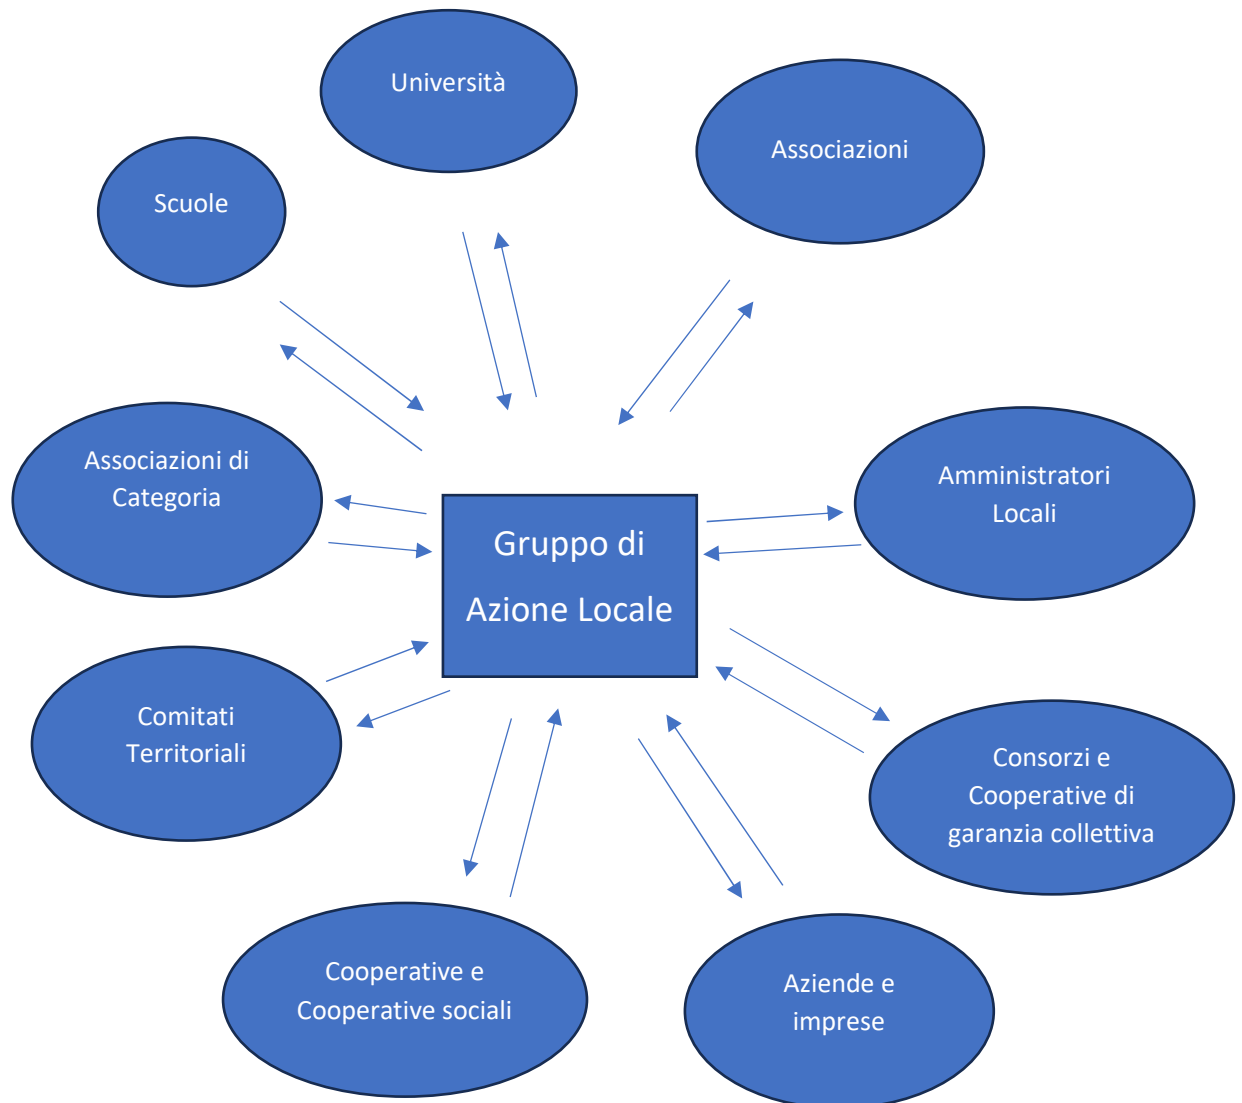 Università
Associazioni
Scuole
Associazioni di
Categoria
Amministratori
Locali
Gruppo di
Azione Locale
Comitati
Territoriali
Consorzi e
Cooperative di
garanzia collettiva
Cooperative e
Cooperative sociali
Aziende e
imprese